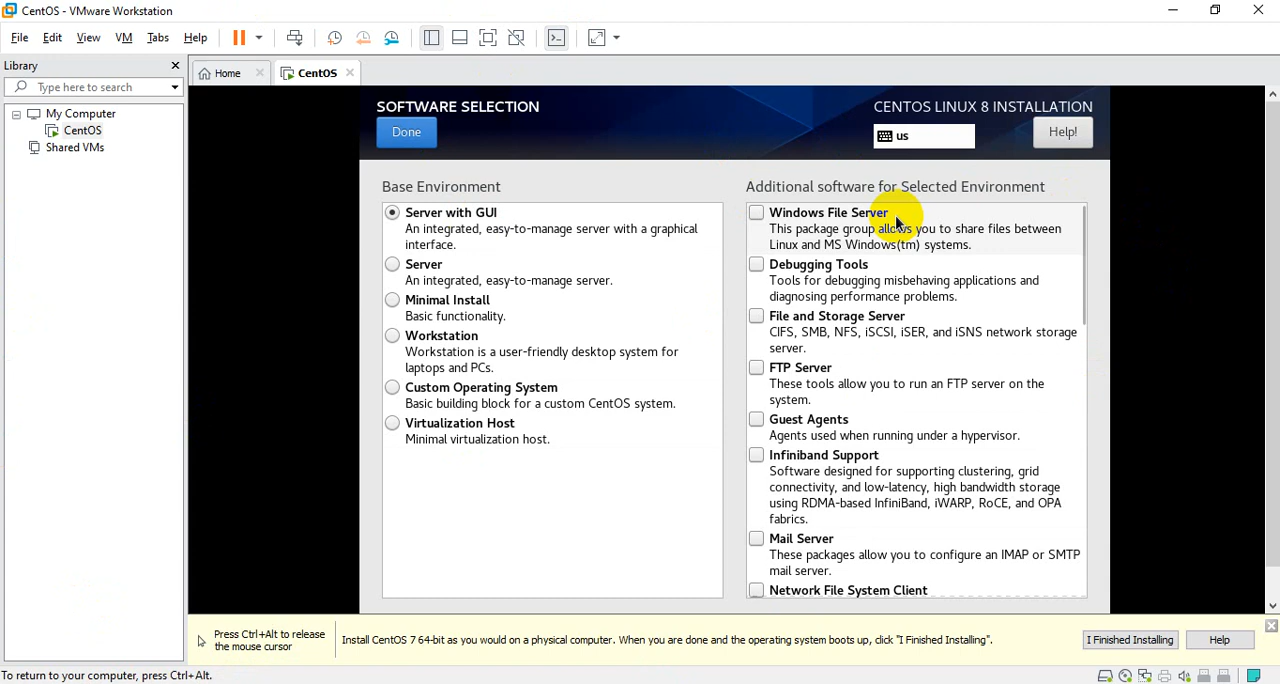 CentOS - VMware Workstation
File Edit View VM Tabs Help
Library
Type here to search
My Computer
CentOS
Shared VMs
Home
CentOS
SOFTWARE SELECTION
Done
CENTOS LINUX 8 INSTALLATION
us
Help!
Base Environment
Server with GUI
An integrated, easy-to-manage server with a graphical
interface.
Server
An integrated, easy-to-manage server.
Minimal Install
Basic functionality.
Workstation
Workstation is a user-friendly desktop system for
laptops and PCs.
Custom Operating System
Basic building block for a custom CentOS system.
Virtualization Host
Minimal virtualization host.
Additional software for Selected Environment
Windows File Server
This package group allows you to share files between
Linux and MS Windows(tm) systems.
Debugging Tools
Tools for debugging misbehaving applications and
diagnosing performance problems.
File and Storage Server
CIFS, SMB, NFS, iSCSI, iSER, and iSNS network storage
server.
FTP Server
These tools allow you to run an FTP server on the
system.
Guest Agents
Agents used when running under a hypervisor.
Infiniband Support
Software designed for supporting clustering, grid
connectivity, and low-latency, high bandwidth storage
using RDMA-based InfiniBand, iWARP, RoCE, and OPA
fabrics.
Mail Server
These packages allow you to configure an IMAP or SMTP
mail server.
Network File System Client
Press Ctrl+Alt to release
the mouse cursor
Install CentOS 7 64-bit as you would on a physical computer. When you are done and the operating system boots up, click "I Finished Installing".
I Finished Installing
Help
To return to your computer, press Ctrl+Alt.